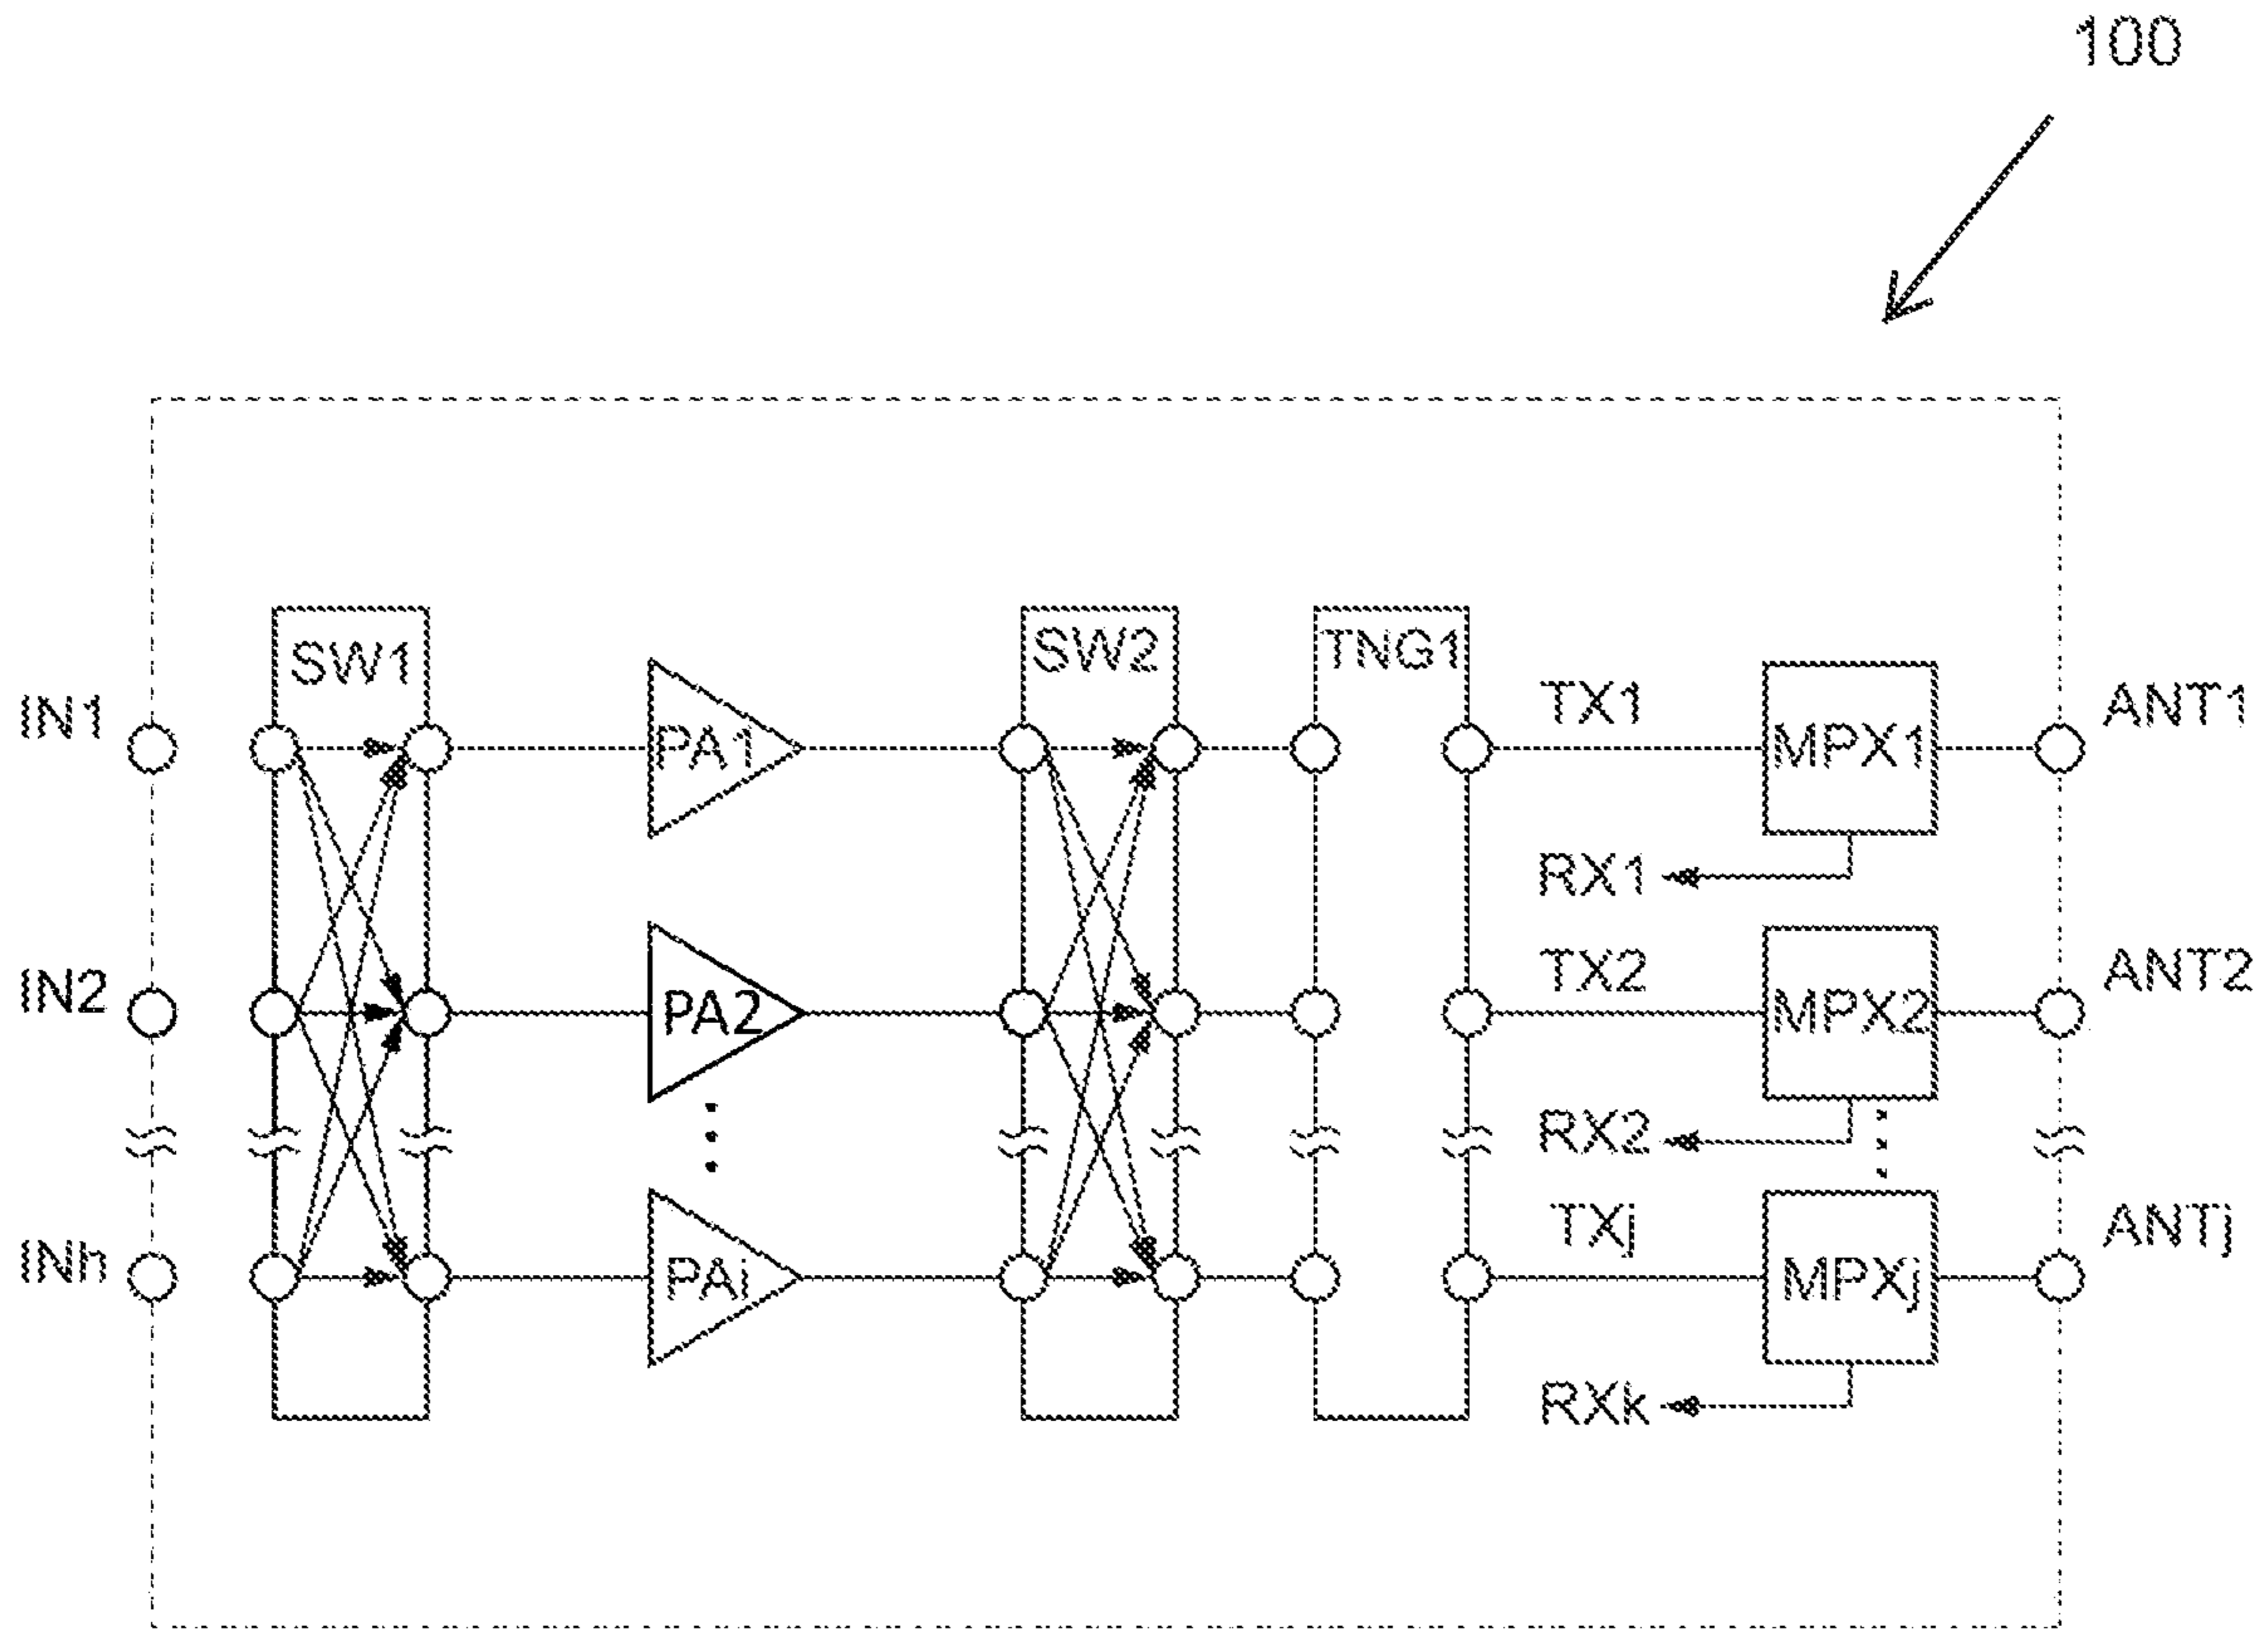 100
SW1
SW2
TNG1
IN1
PA1
TX1
MPX1
ANT1
RX1
IN2
PA2
TX2
MPX2
ANT2
RX2
INh
PAi
TXj
MPXj
ANTj
RXk